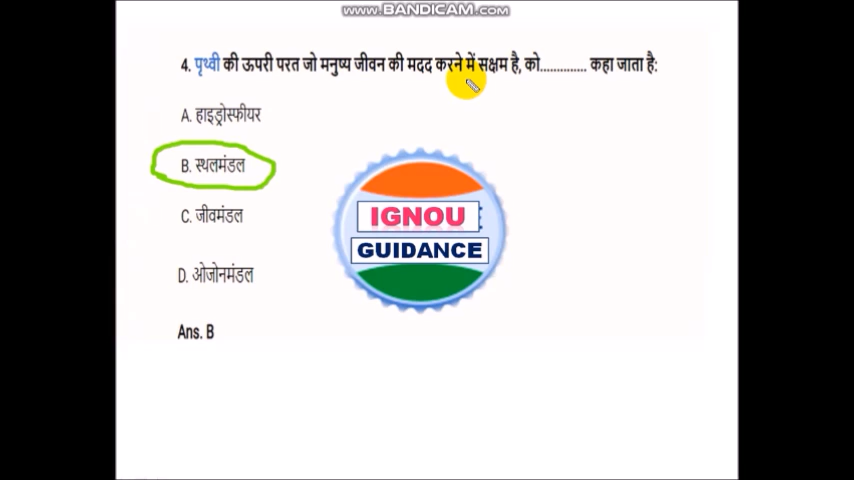 WWW.BANDICAM.COM
4. पृथ्वी की ऊपरी परत जो मनुष्य जीवन की मदद करने में सक्षम है, को.............. कहा जाता है:
A. हाइड्रोस्फीयर
B. स्थलमंडल
C. जीवमंडल
IGNOU
GUIDANCE
D. ओजोनमंडल
Ans. B